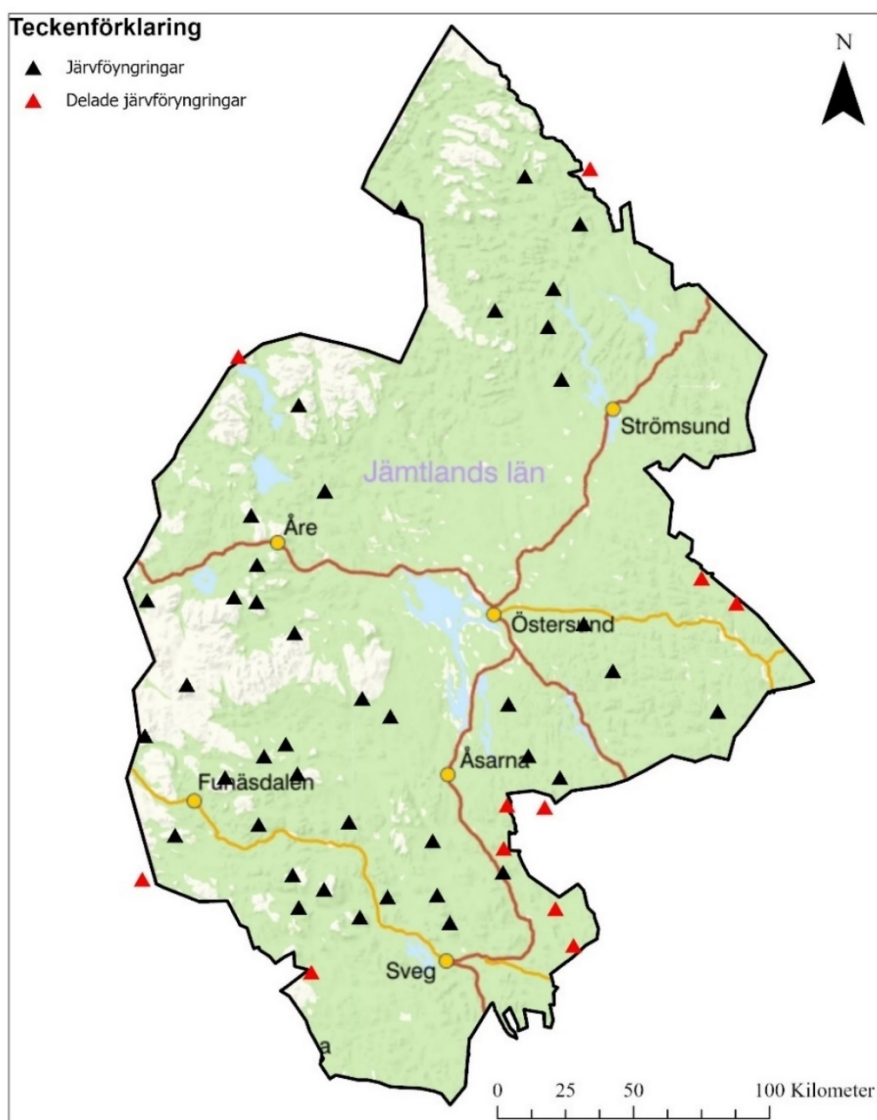 Teckenförklaring
Järvföyngringar
Delade järvföryngringar
N
Strömsund
Jämtlands län
Åre
Östersund
Åsarna
Funäsdalen
Sveg
a
0 25 50 100 Kilometer